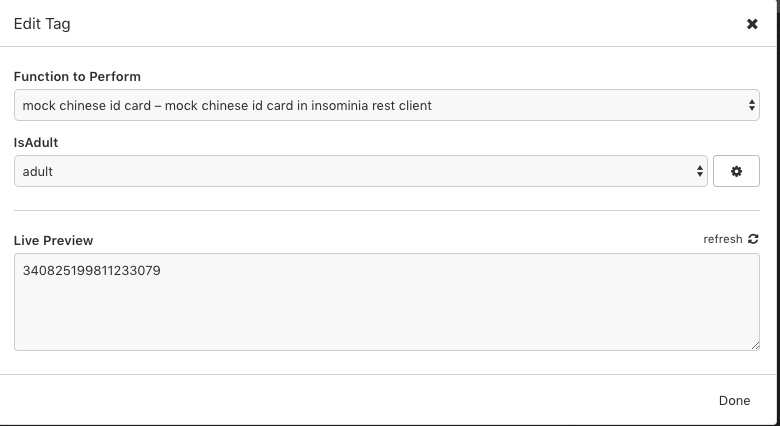 Edit Tag
Function to Perform
mock chinese id card – mock chinese id card in insominia rest client
IsAdult
adult
Live Preview
refresh
340825199811233079
Done